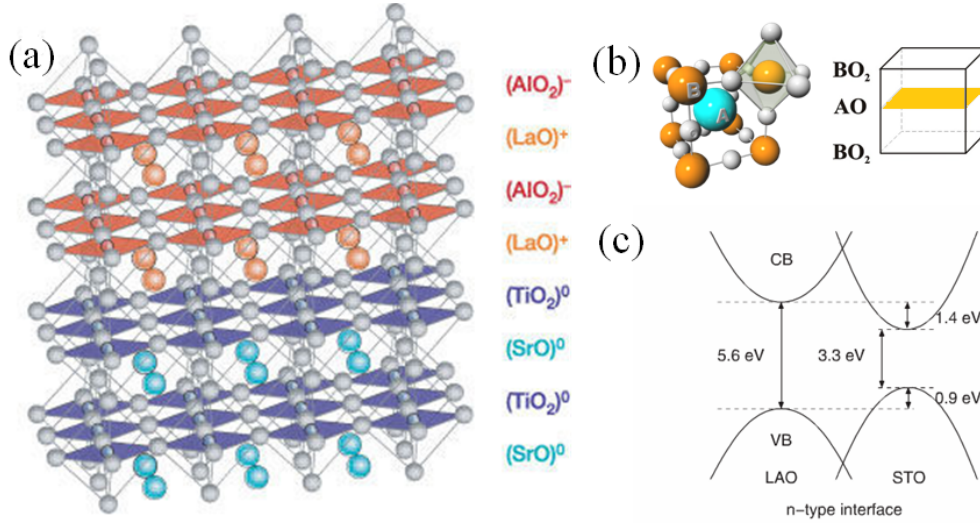 (a)
(AlO₂)⁻
(LaO)⁺
(AlO₂)⁻
(LaO)⁺
(TiO₂)⁰
(SrO)⁰
(TiO₂)⁰
(SrO)⁰
(b)
B
A
BO₂
AO
BO₂
(c)
CB
1.4 eV
5.6 eV
3.3 eV
0.9 eV
VB
LAO
STO
n-type interface